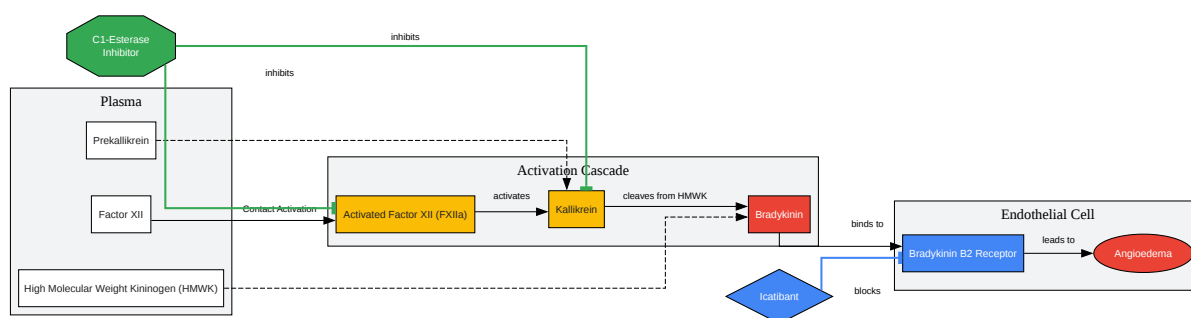 C1-Esterase
Inhibitor
inhibits
inhibits
Plasma
Prekallikrein
Factor XII
High Molecular Weight Kininogen (HMWK)
Contact Activation
Activation Cascade
Activated Factor XII (FXIIa)
activates
Kallikrein
cleaves from HMWK
Bradykinin
binds to
Endothelial Cell
Bradykinin B2 Receptor
leads to
Angioedema
Icatibant
blocks